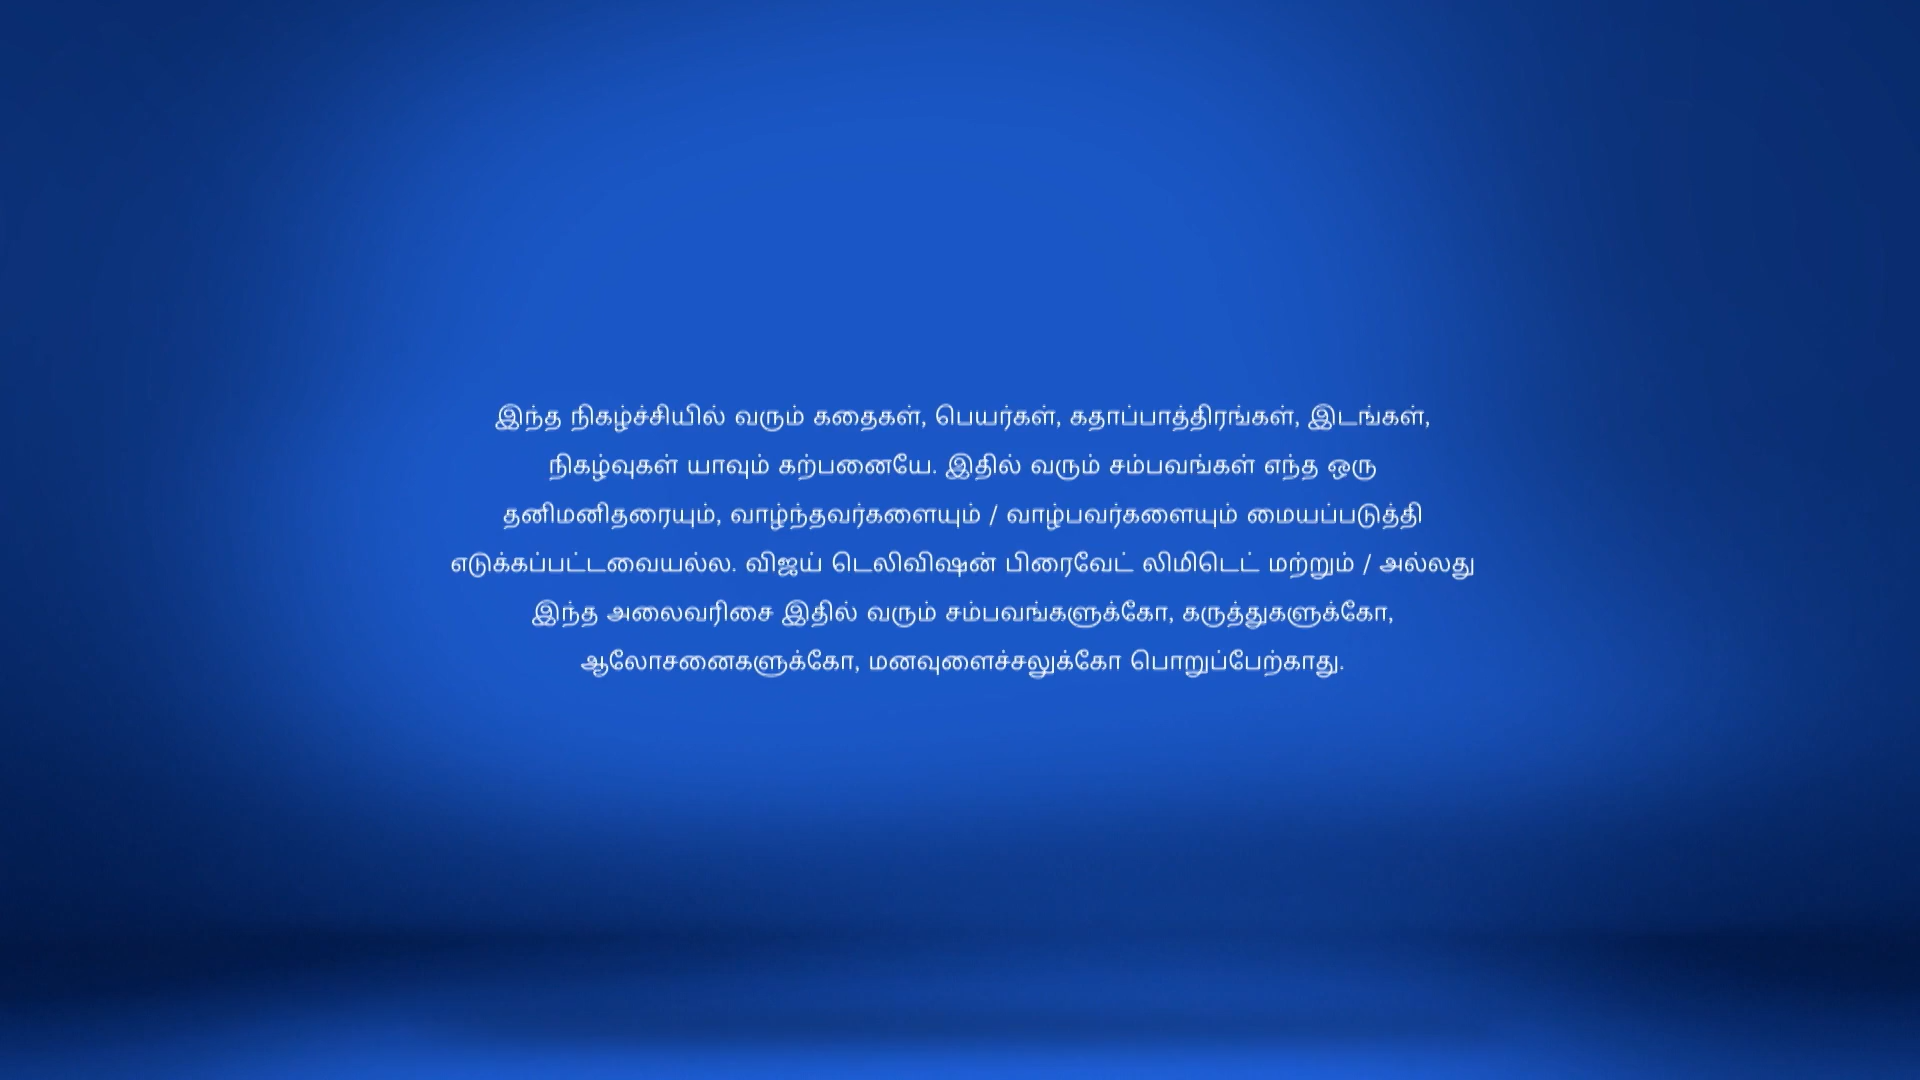 இந்த நிகழ்ச்சியில் வரும் கதைகள், பெயர்கள், கதாப்பாத்திரங்கள், இடங்கள்,
நிகழ்வுகள் யாவும் கற்பனையே. இதில் வரும் சம்பவங்கள் எந்த ஒரு
தனிமனிதரையும், வாழ்ந்தவர்களையும் / வாழ்பவர்களையும் மையப்படுத்தி
எடுக்கப்பட்டவையல்ல. விஜய் டெலிவிஷன் பிரைவேட் லிமிடெட் மற்றும் / அல்லது
இந்த அலைவரிசை இதில் வரும் சம்பவங்களுக்கோ, கருத்துகளுக்கோ,
ஆலோசனைகளுக்கோ, மனவுளைச்சலுக்கோ பொறுப்பேற்காது.